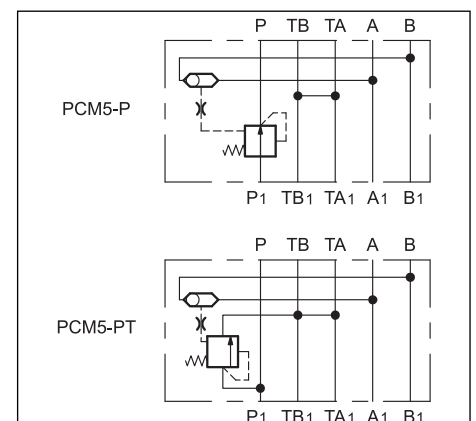 P TB TA A B
PCM5-P
P1 TB1 TA1 A1 B1
P TB TA A B
PCM5-PT
P1 TB1 TA1 A1 B1